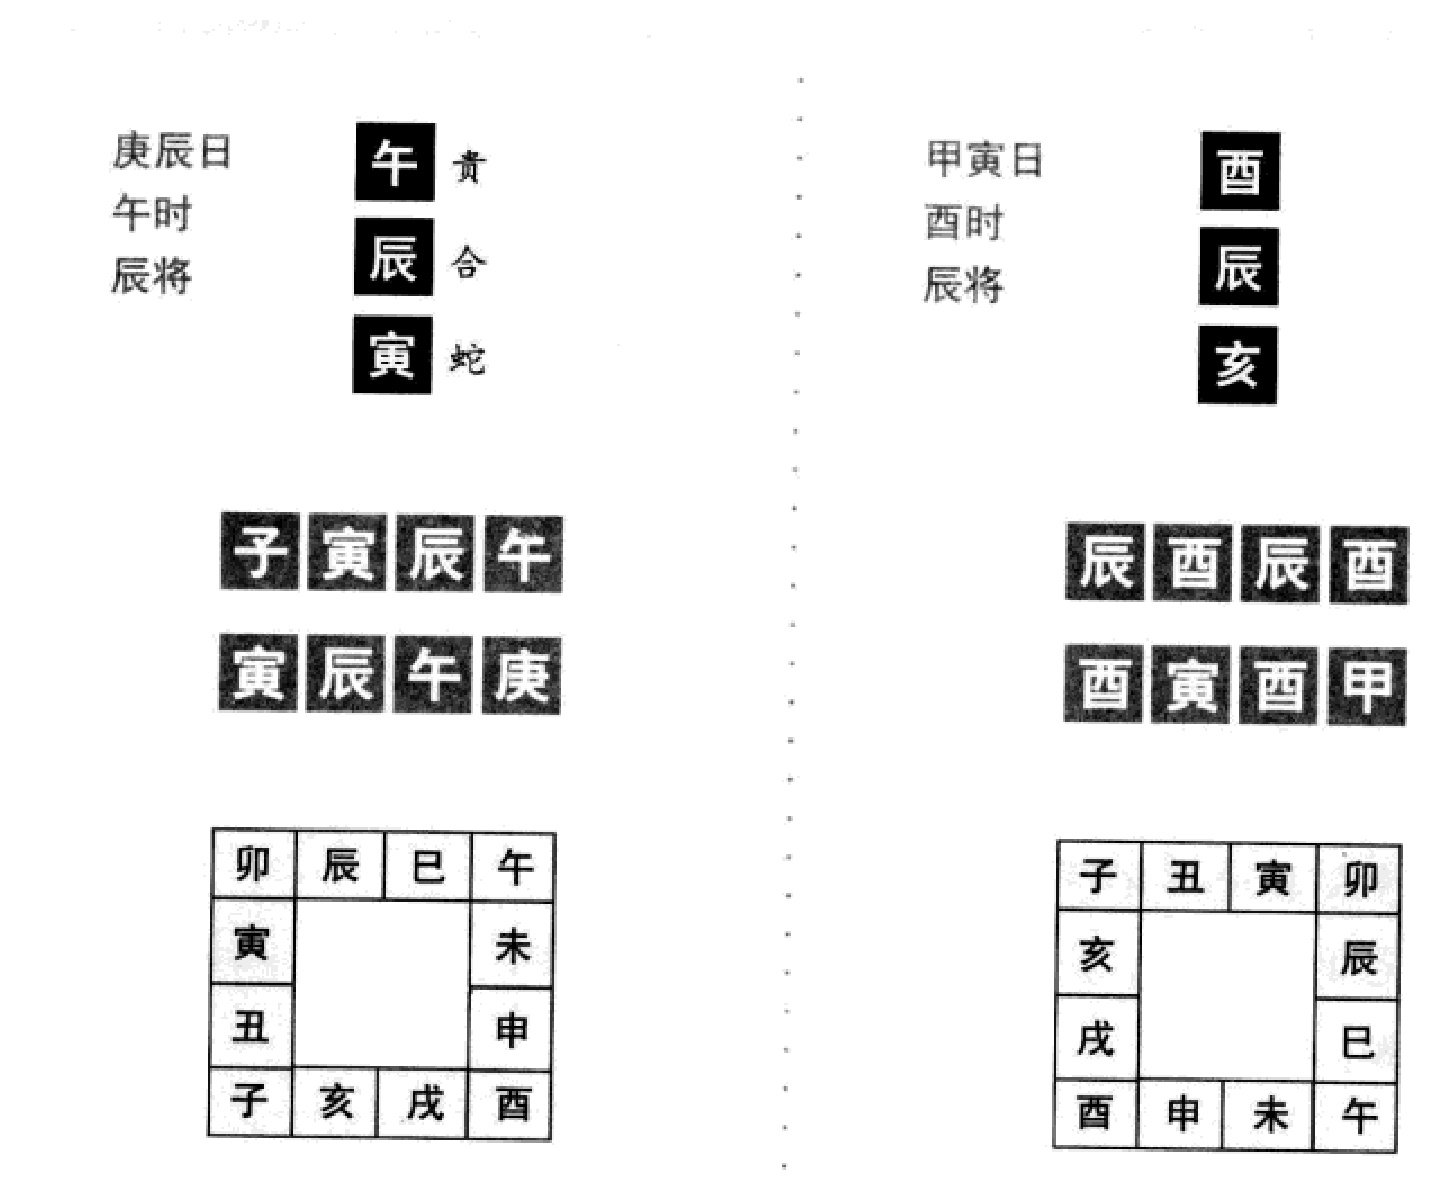 庚辰日
午时
辰将
午 贵
辰 合
寅 蛇
子 寅 辰 午
寅 辰 午 庚
卯 辰 巳 午
寅 未
丑 申
子 亥 戌 酉
甲寅日
酉时
辰将
酉
辰
亥
辰 酉 辰 酉
酉 寅 酉 甲
子 丑 寅 卯
亥 辰
戌 巳
酉 申 未 午